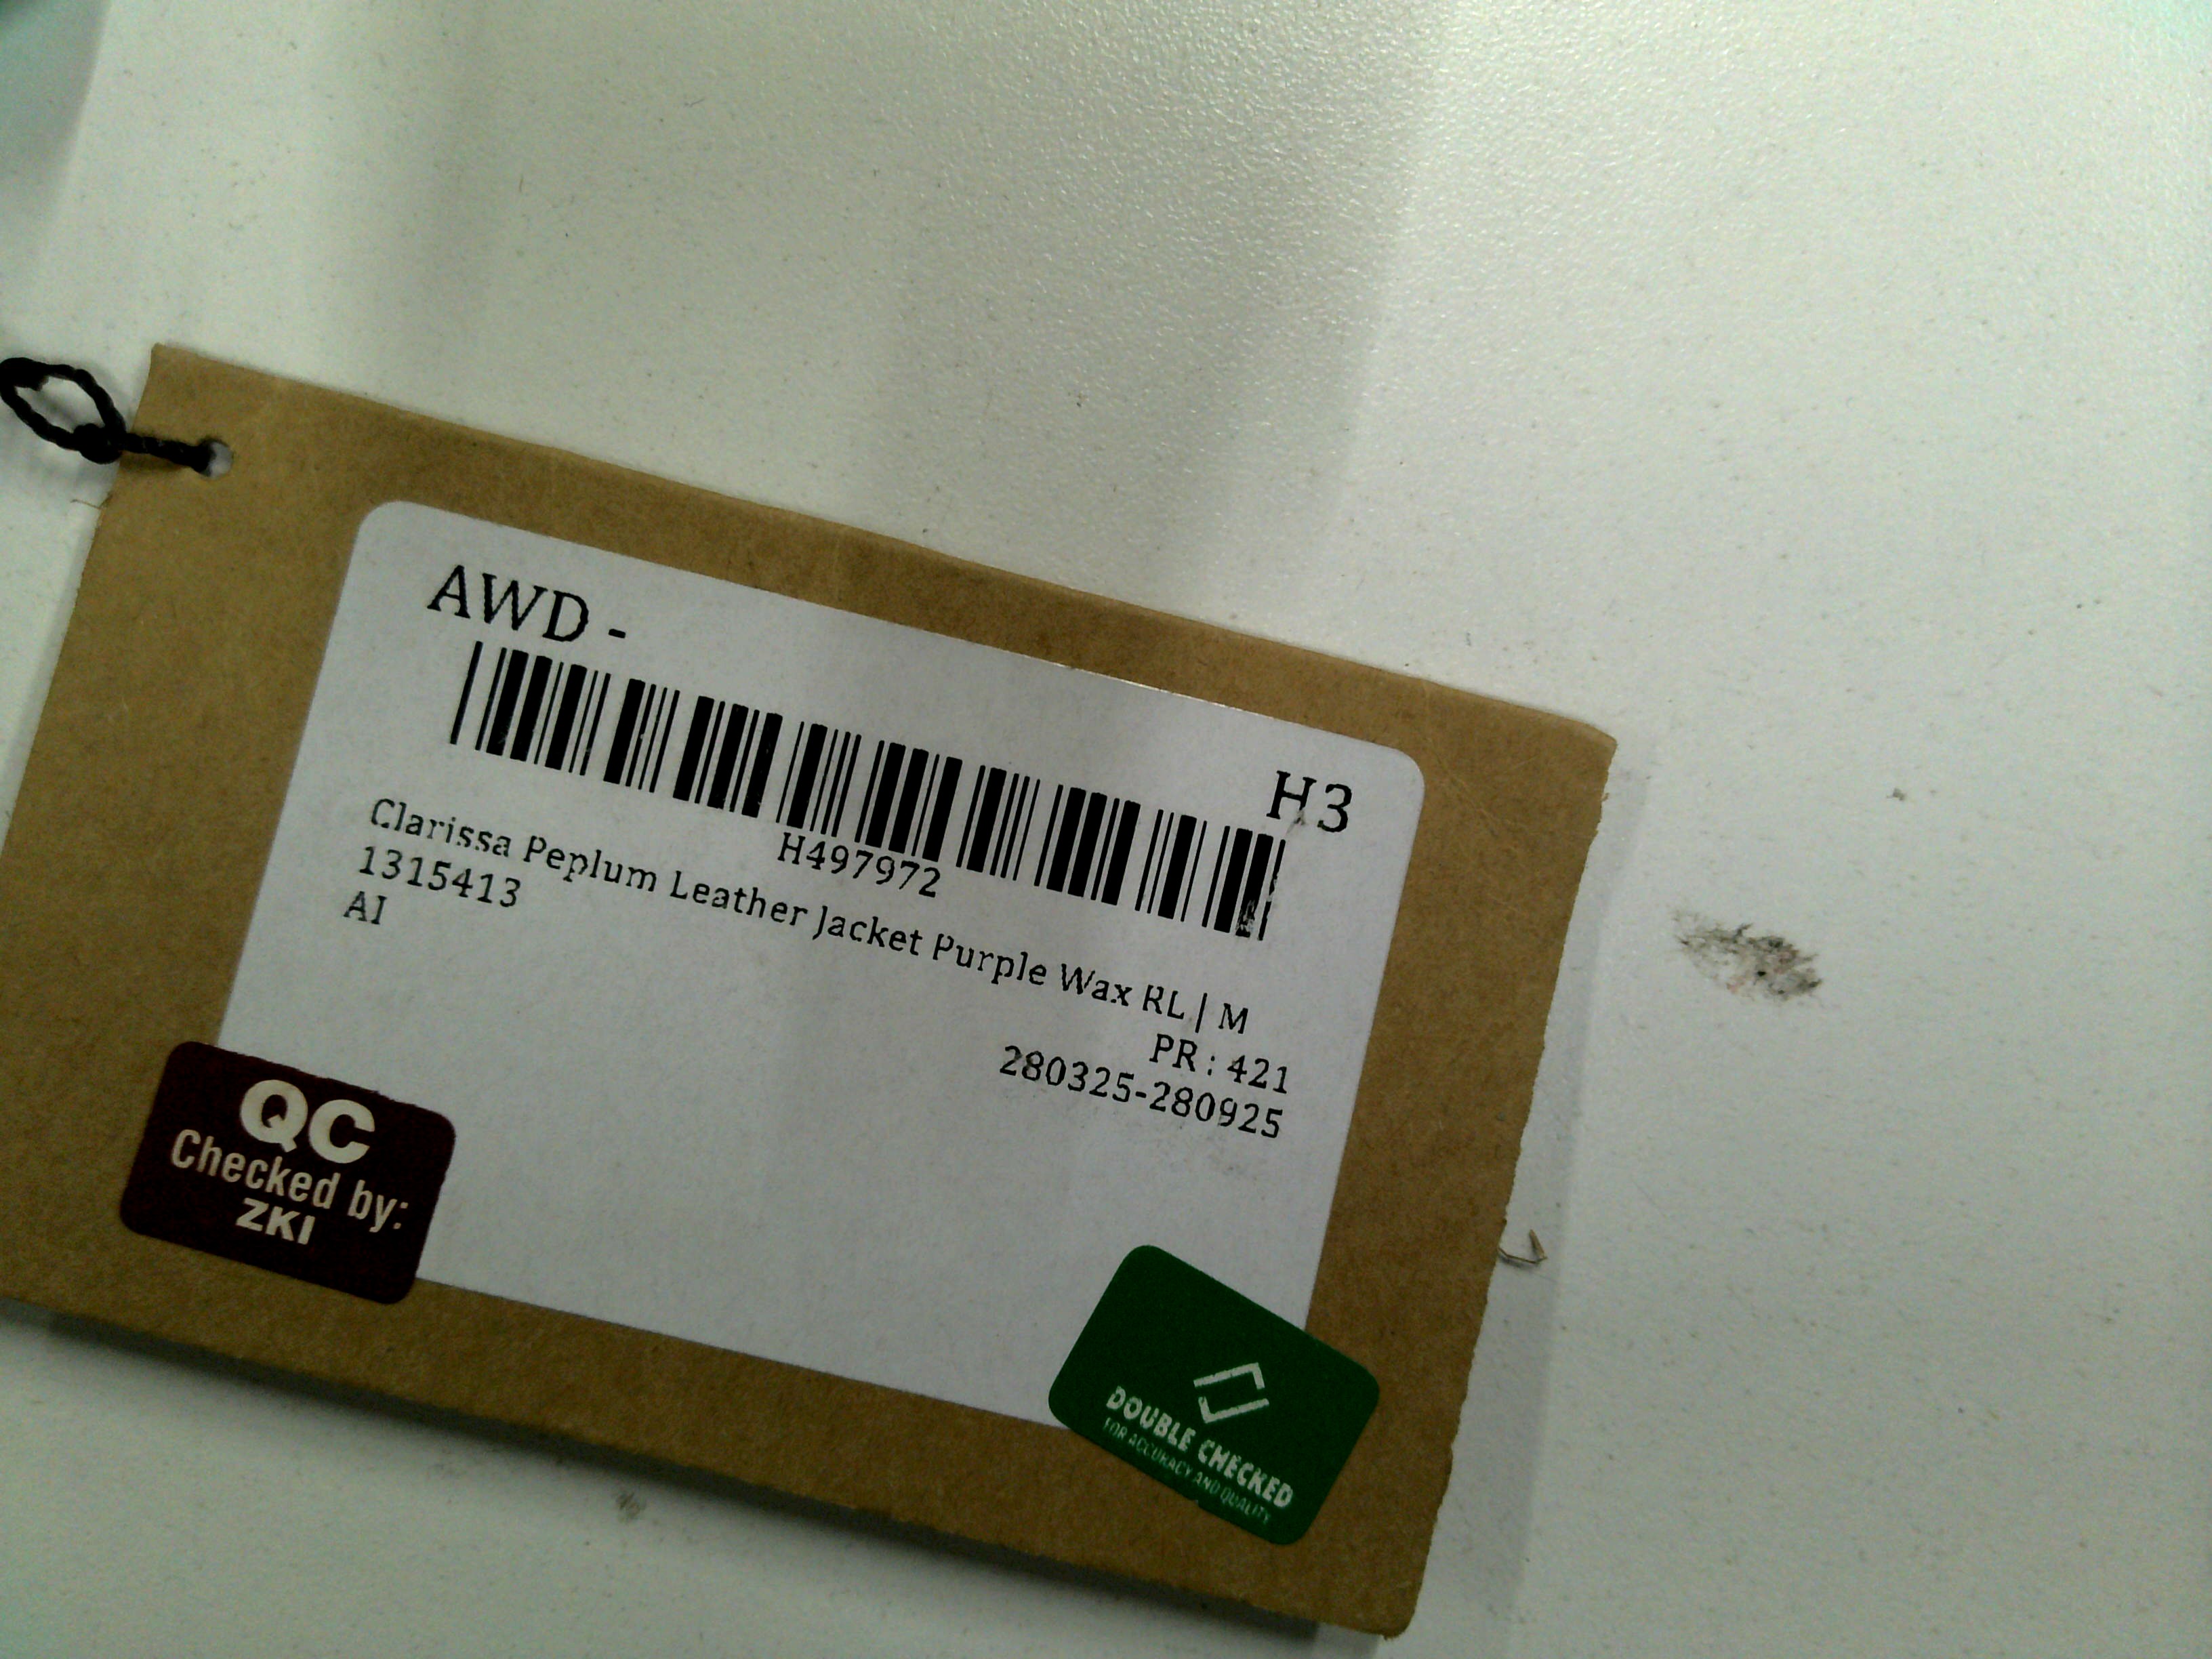 AWD -
H3
H497972
Clarissa Peplum Leather Jacket Purple Wax RL | M
1315413
PR : 421
AI
280325-280925
QC
Checked by:
ZKI
DOUBLE CHECKED
FOR ACCURACY AND QUALITY